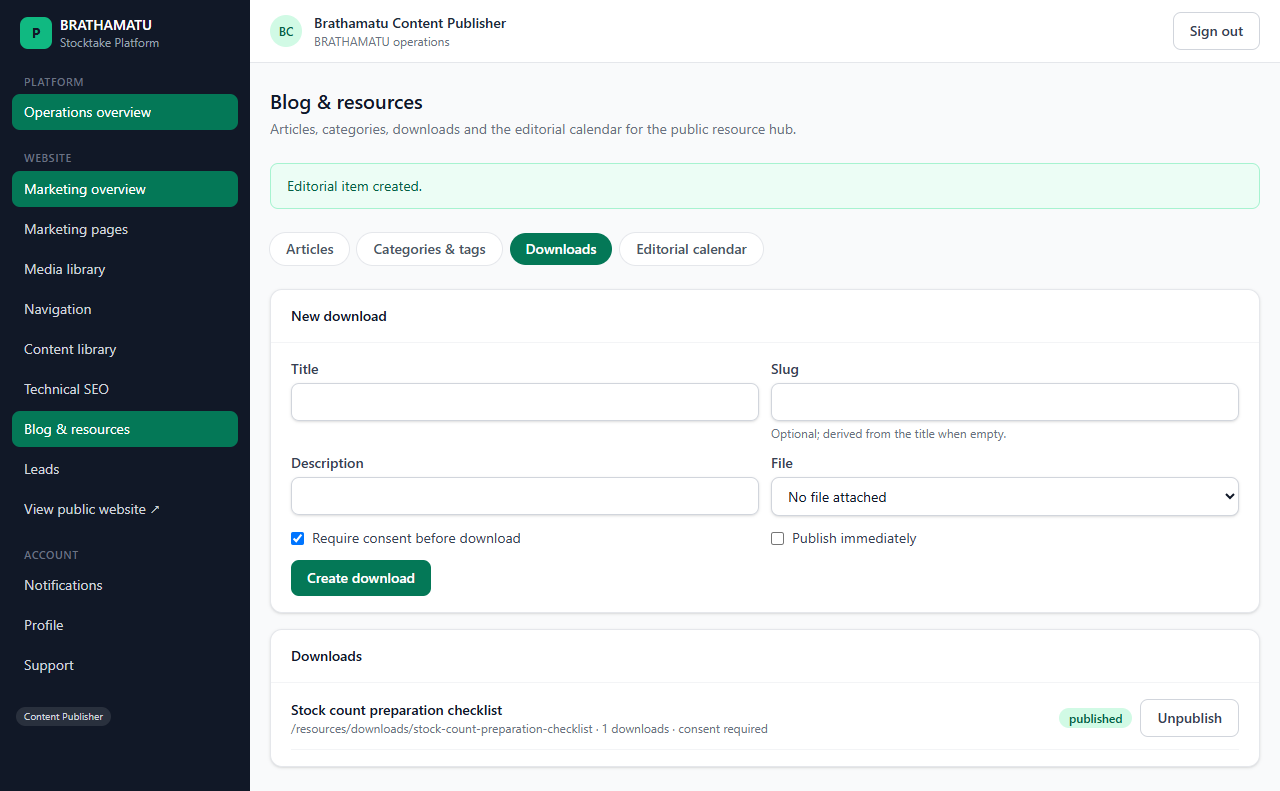 P
BRATHAMATU
Stocktake Platform
PLATFORM
Operations overview
WEBSITE
Marketing overview
Marketing pages
Media library
Navigation
Content library
Technical SEO
Blog & resources
Leads
View public website ↗
ACCOUNT
Notifications
Profile
Support
Content Publisher
BC
Brathamatu Content Publisher
BRATHAMATU operations
Sign out
Blog & resources
Articles, categories, downloads and the editorial calendar for the public resource hub.
Editorial item created.
Articles
Categories & tags
Downloads
Editorial calendar
New download
Title
Slug
Optional; derived from the title when empty.
Description
File
No file attached
Require consent before download
Publish immediately
Create download
Downloads
Stock count preparation checklist
/resources/downloads/stock-count-preparation-checklist · 1 downloads · consent required
published
Unpublish